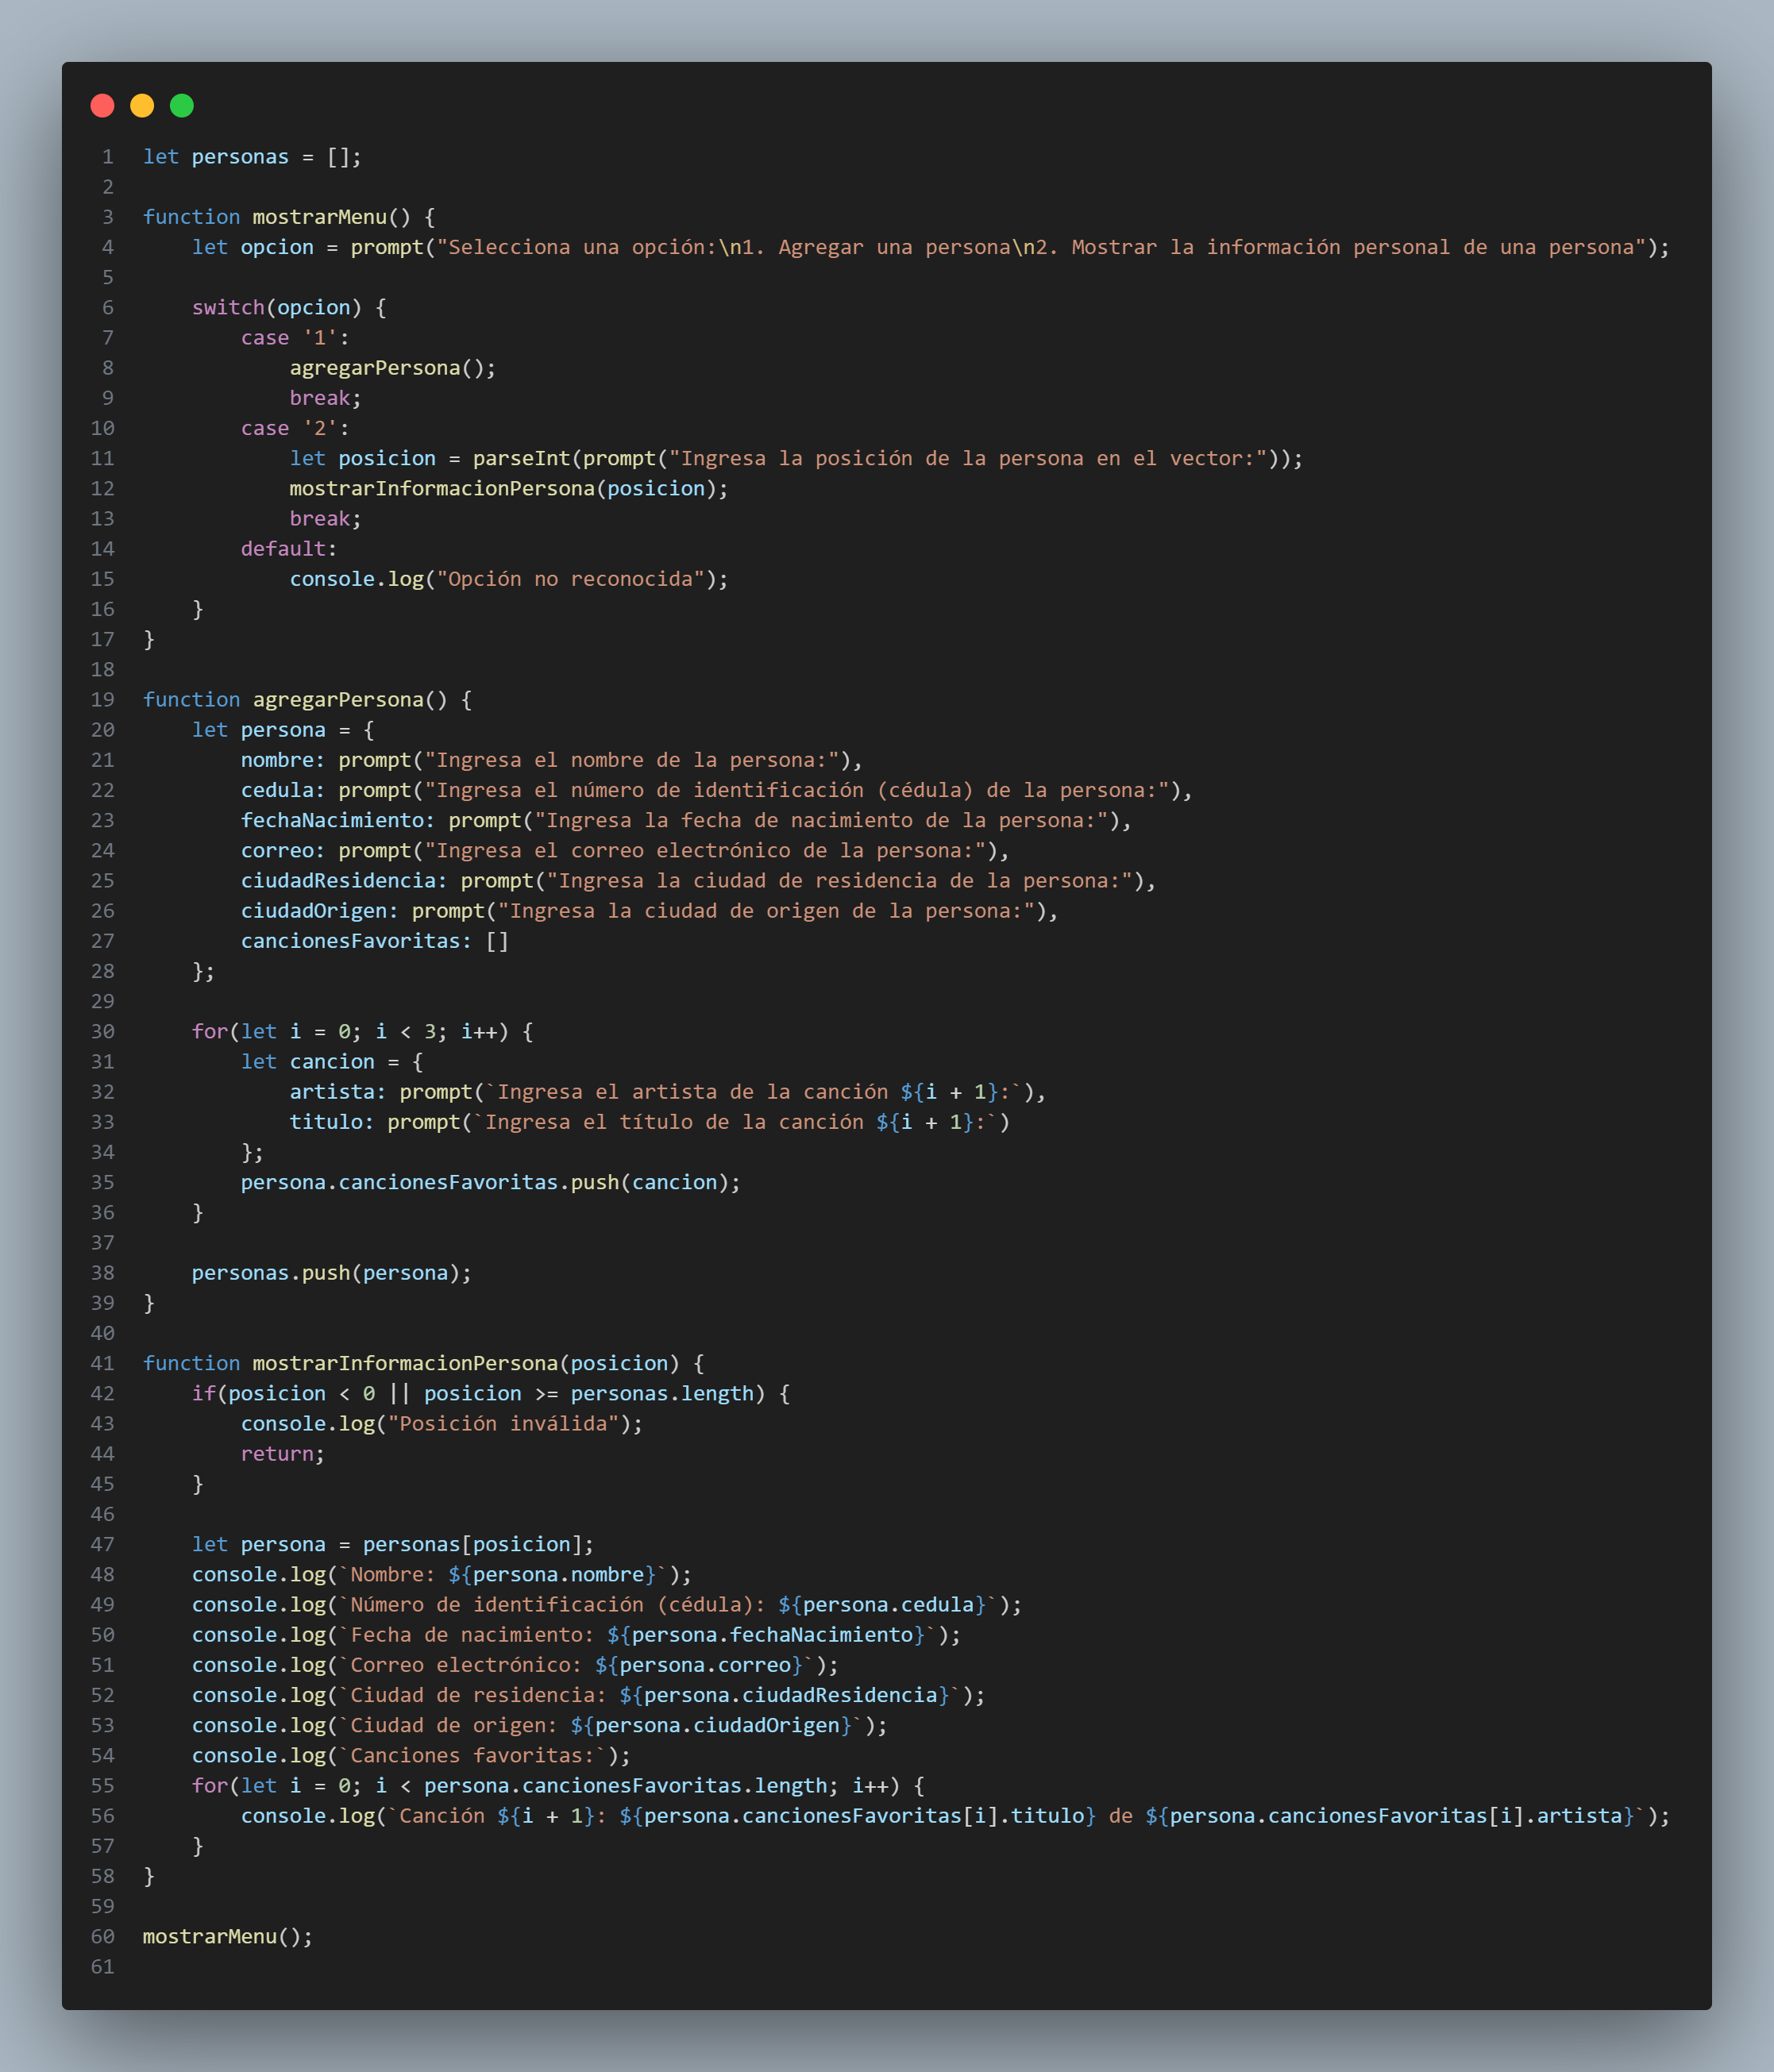 1 let personas = [];
2
3 function mostrarMenu() {
4     let opcion = prompt("Selecciona una opción:\n1. Agregar una persona\n2. Mostrar la información personal de una persona");
5
6     switch(opcion) {
7         case '1':
8             agregarPersona();
9             break;
10         case '2':
11             let posicion = parseInt(prompt("Ingresa la posición de la persona en el vector:"));
12             mostrarInformacionPersona(posicion);
13             break;
14         default:
15             console.log("Opción no reconocida");
16     }
17 }
18
19 function agregarPersona() {
20     let persona = {
21         nombre: prompt("Ingresa el nombre de la persona:"),
22         cedula: prompt("Ingresa el número de identificación (cédula) de la persona:"),
23         fechaNacimiento: prompt("Ingresa la fecha de nacimiento de la persona:"),
24         correo: prompt("Ingresa el correo electrónico de la persona:"),
25         ciudadResidencia: prompt("Ingresa la ciudad de residencia de la persona:"),
26         ciudadOrigen: prompt("Ingresa la ciudad de origen de la persona:"),
27         cancionesFavoritas: []
28     };
29
30     for(let i = 0; i < 3; i++) {
31         let cancion = {
32             artista: prompt(`Ingresa el artista de la canción ${i + 1}:`),
33             titulo: prompt(`Ingresa el título de la canción ${i + 1}:`)
34         };
35         persona.cancionesFavoritas.push(cancion);
36     }
37
38     personas.push(persona);
39 }
40
41 function mostrarInformacionPersona(posicion) {
42     if(posicion < 0 || posicion >= personas.length) {
43         console.log("Posición inválida");
44         return;
45     }
46
47     let persona = personas[posicion];
48     console.log(`Nombre: ${persona.nombre}`);
49     console.log(`Número de identificación (cédula): ${persona.cedula}`);
50     console.log(`Fecha de nacimiento: ${persona.fechaNacimiento}`);
51     console.log(`Correo electrónico: ${persona.correo}`);
52     console.log(`Ciudad de residencia: ${persona.ciudadResidencia}`);
53     console.log(`Ciudad de origen: ${persona.ciudadOrigen}`);
54     console.log(`Canciones favoritas:`);
55     for(let i = 0; i < persona.cancionesFavoritas.length; i++) {
56         console.log(`Canción ${i + 1}: ${persona.cancionesFavoritas[i].titulo} de ${persona.cancionesFavoritas[i].artista}`);
57     }
58 }
59
60 mostrarMenu();
61